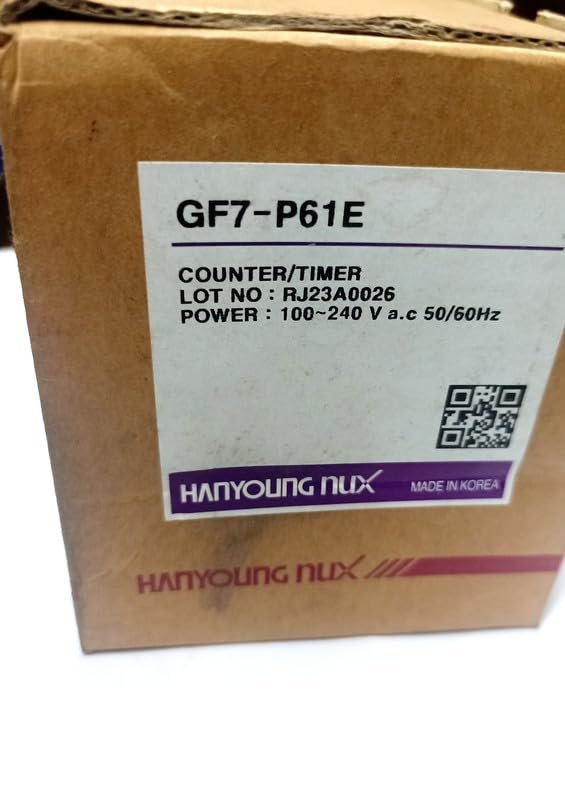 GF7-P61E
COUNTER/TIMER
LOT NO : RJ23A0026
POWER : 100~240 V a.c 50/60Hz
HANYOUNG nux MADE IN KOREA
HANYOUNG nux